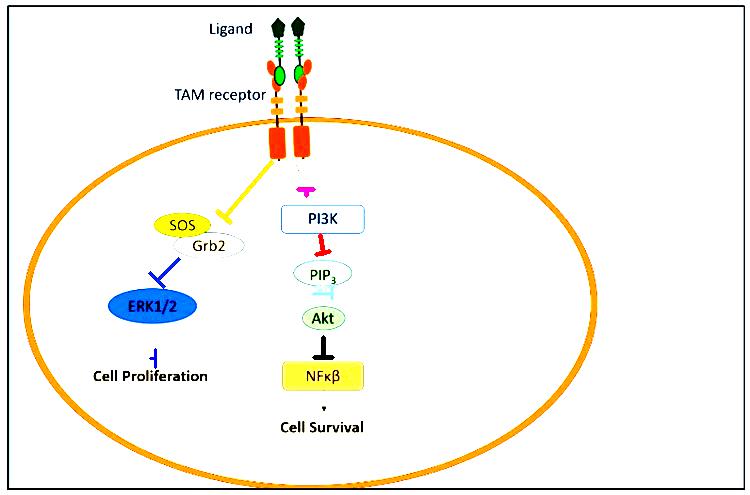 Ligand
TAM receptor
SOS
Grb2
PI3K
PIP3
ERK1/2
Akt
Cell Proliferation
NFκβ
Cell Survival